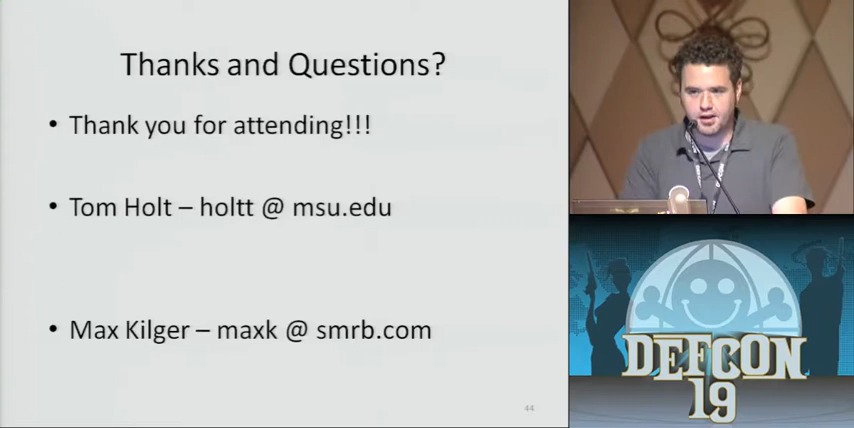 Thanks and Questions?
• Thank you for attending!!!
• Tom Holt – holtt @ msu.edu
• Max Kilger – maxk @ smrb.com
44
DEFCON
19